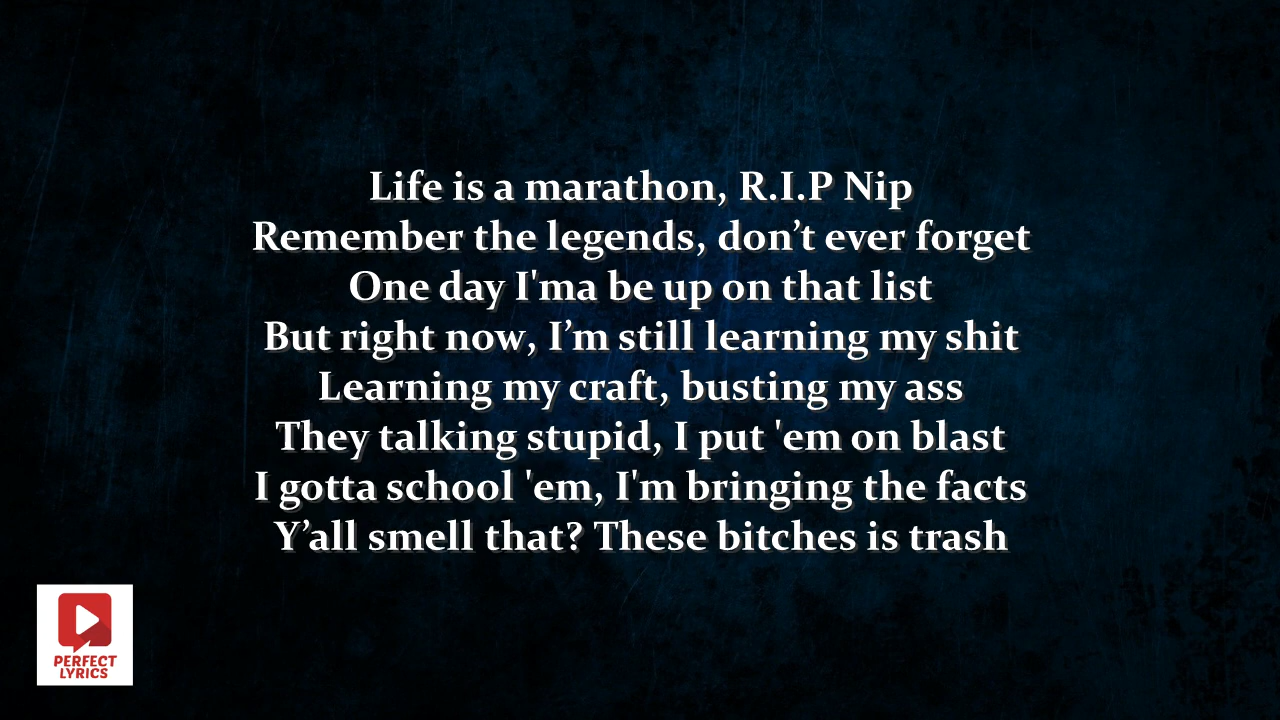 Life is a marathon, R.I.P Nip
Remember the legends, don’t ever forget
One day I'ma be up on that list
But right now, I’m still learning my shit
Learning my craft, busting my ass
They talking stupid, I put 'em on blast
I gotta school 'em, I'm bringing the facts
Y’all smell that? These bitches is trash
PERFECT
LYRICS